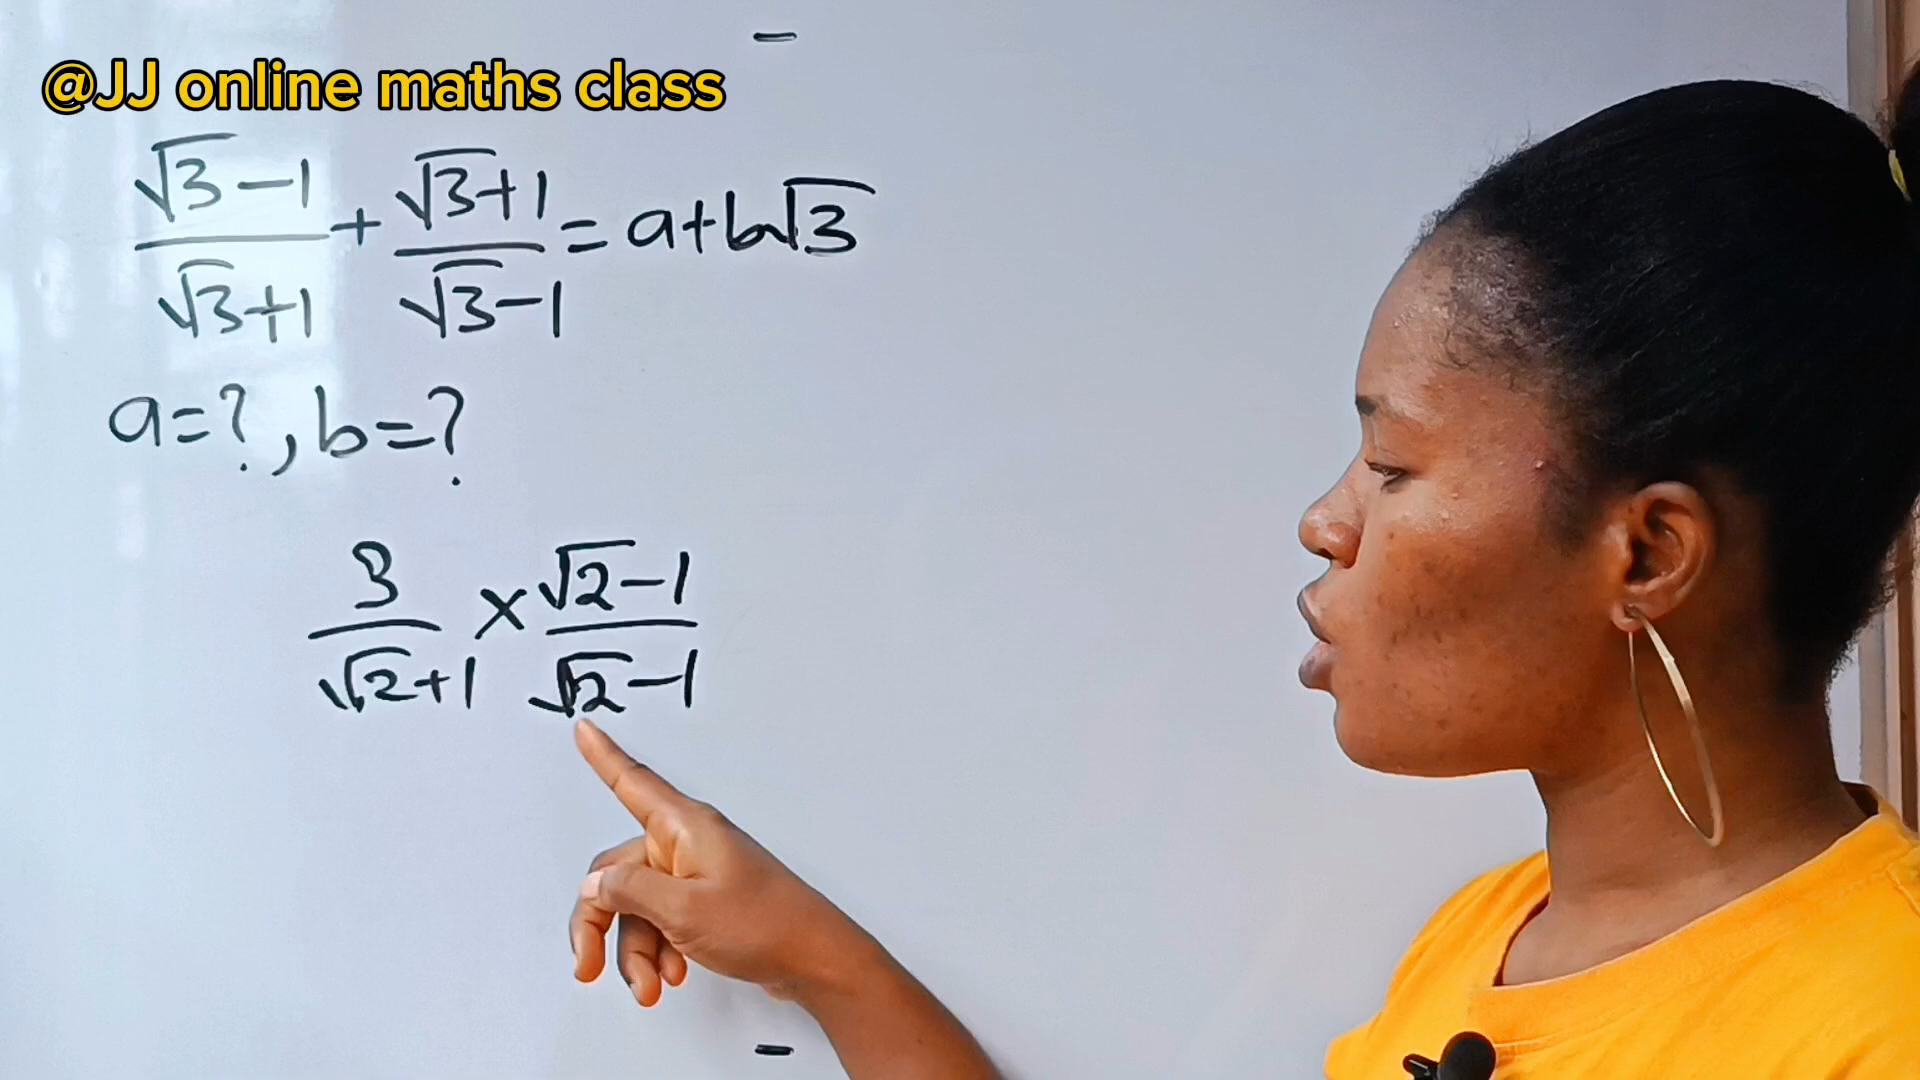 @JJ online maths class
√3-1/√3+1 + √3+1/√3-1 = a+b√3
a=?, b=?
3/√2+1 × √2-1/√2-1